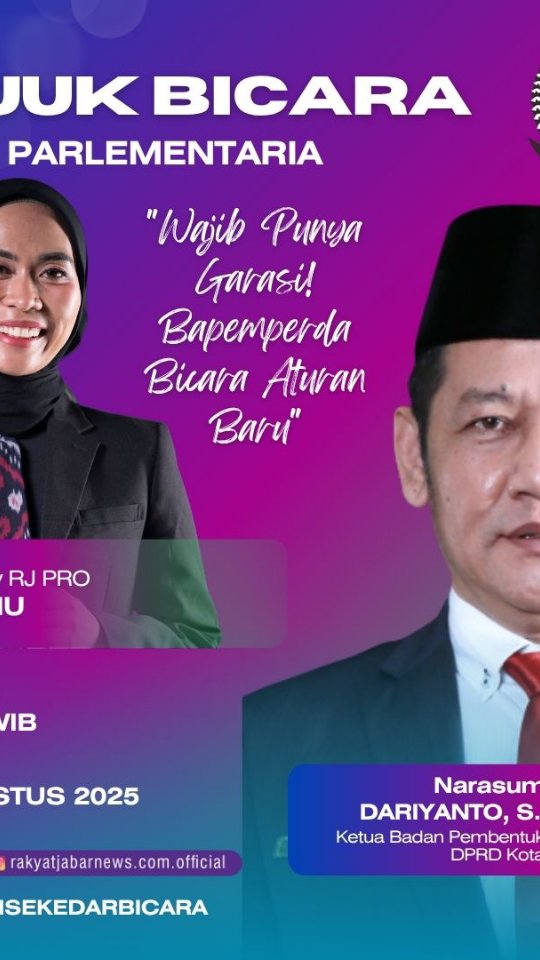 JUK BICARA
PARLEMENTARIA
"Wajib Punya
Garasi!
Bapemperda
Bicara Aturan
Baru"
y RJ PRO
IU
WIB
STUS 2025
rakyatjabarnews.com.official
ISEKEDARBICARA
Narasum
DARIYANTO, S.
Ketua Badan Pembentuk
DPRD Kota